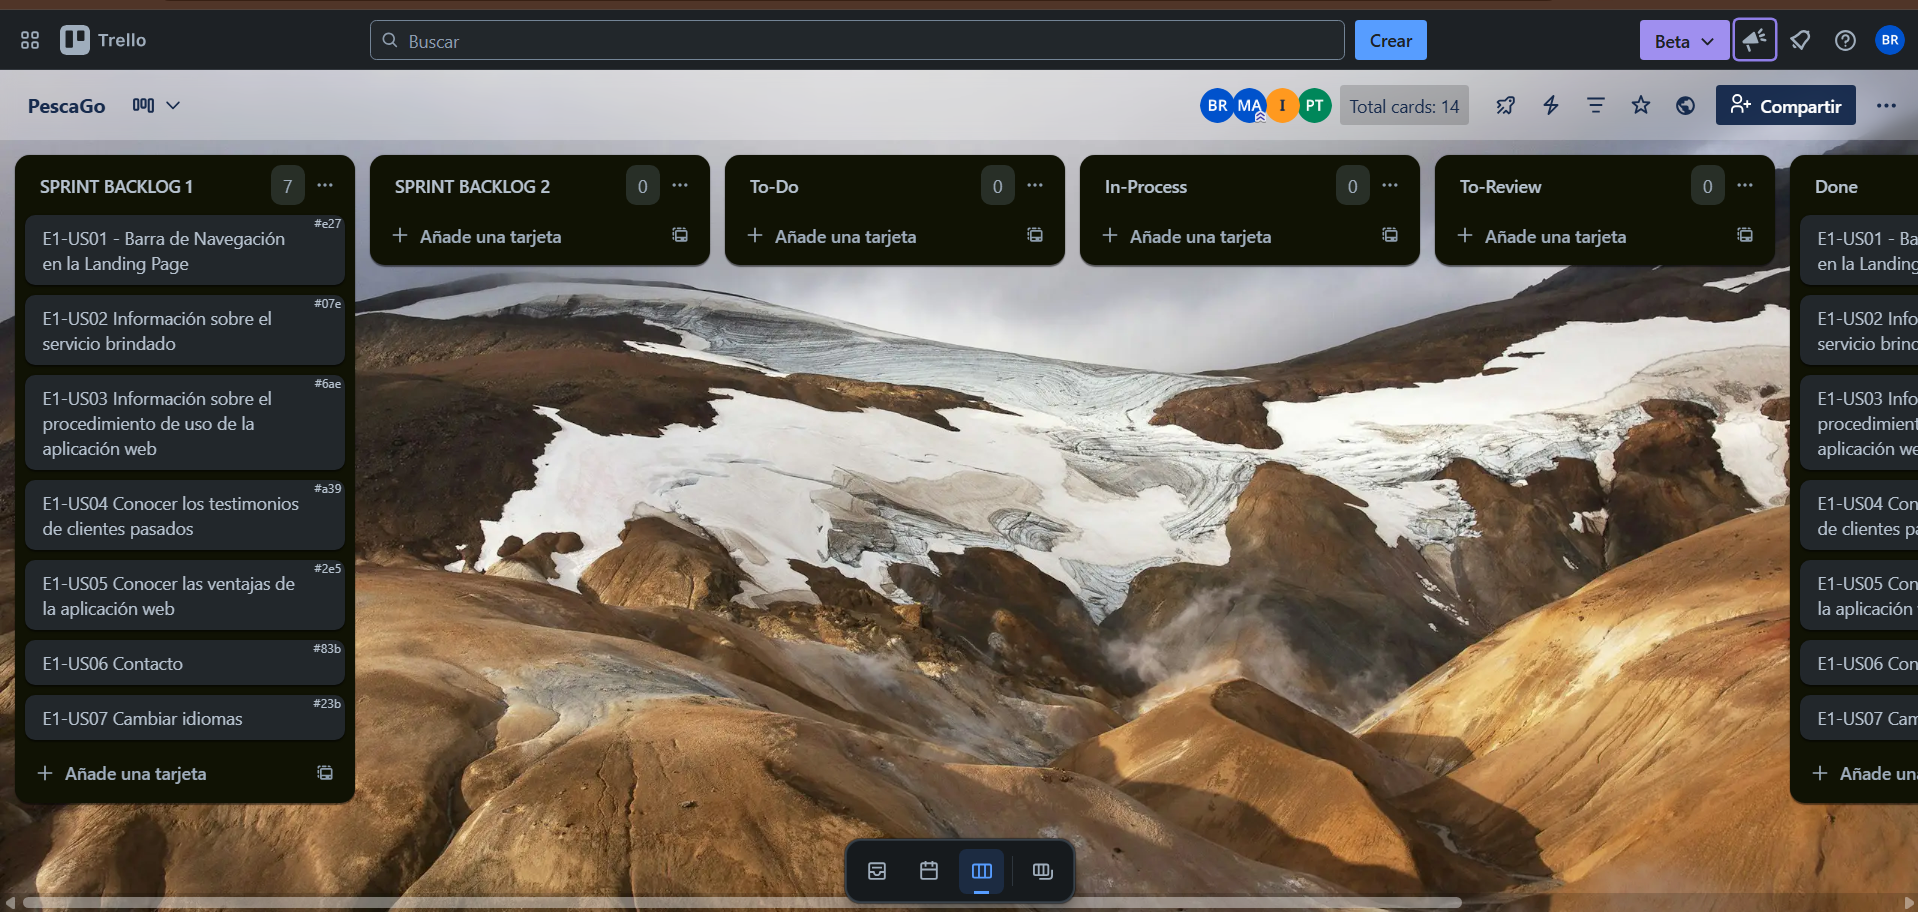 Trello
Buscar
Crear
Beta
BR
PescaGo
BR
MA
I
PT
Total cards: 14
Compartir
SPRINT BACKLOG 1
7
#e27
E1-US01 - Barra de Navegación
en la Landing Page
#07e
E1-US02 Información sobre el
servicio brindado
#6ae
E1-US03 Información sobre el
procedimiento de uso de la
aplicación web
#a39
E1-US04 Conocer los testimonios
de clientes pasados
#2e5
E1-US05 Conocer las ventajas de
la aplicación web
#83b
E1-US06 Contacto
#23b
E1-US07 Cambiar idiomas
Añade una tarjeta
SPRINT BACKLOG 2
0
Añade una tarjeta
To-Do
0
Añade una tarjeta
In-Process
0
Añade una tarjeta
To-Review
0
Añade una tarjeta
Done
E1-US01 - Ba
en la Landing
E1-US02 Info
servicio brind
E1-US03 Info
procedimient
aplicación we
E1-US04 Con
de clientes pa
E1-US05 Con
la aplicación
E1-US06 Con
E1-US07 Cam
Añade una